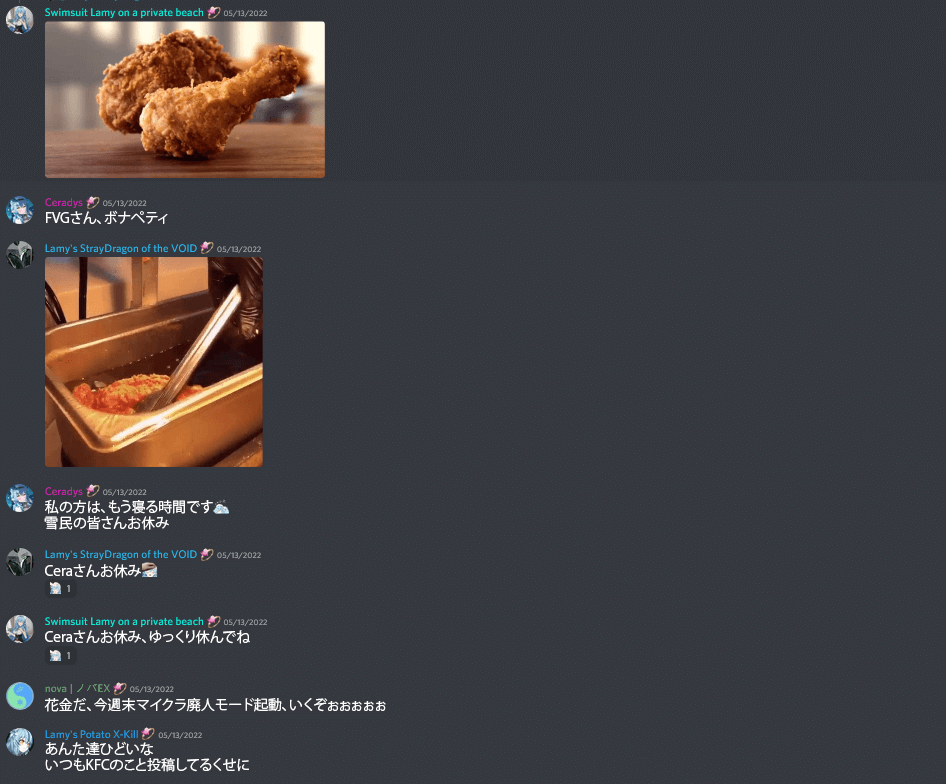 Swimsuit Lamy on a private beach 05/13/2022
Ceradys 05/13/2022
FVGさん、ボナペティ
Lamy's StrayDragon of the VOID 05/13/2022
Ceradys 05/13/2022
私の方は、もう寝る時間です
雪民の皆さんお休み
Lamy's StrayDragon of the VOID 05/13/2022
Ceraさんお休み
1
Swimsuit Lamy on a private beach 05/13/2022
Ceraさんお休み、ゆっくり休んでね
1
nova | ノバEX 05/13/2022
花金だ、今週末マイクラ廃人モード起動、いくぞぉぉぉぉぉ
Lamy's Potato X-Kill 05/13/2022
あんた達ひどいな
いつもKFCのこと投稿してるくせに